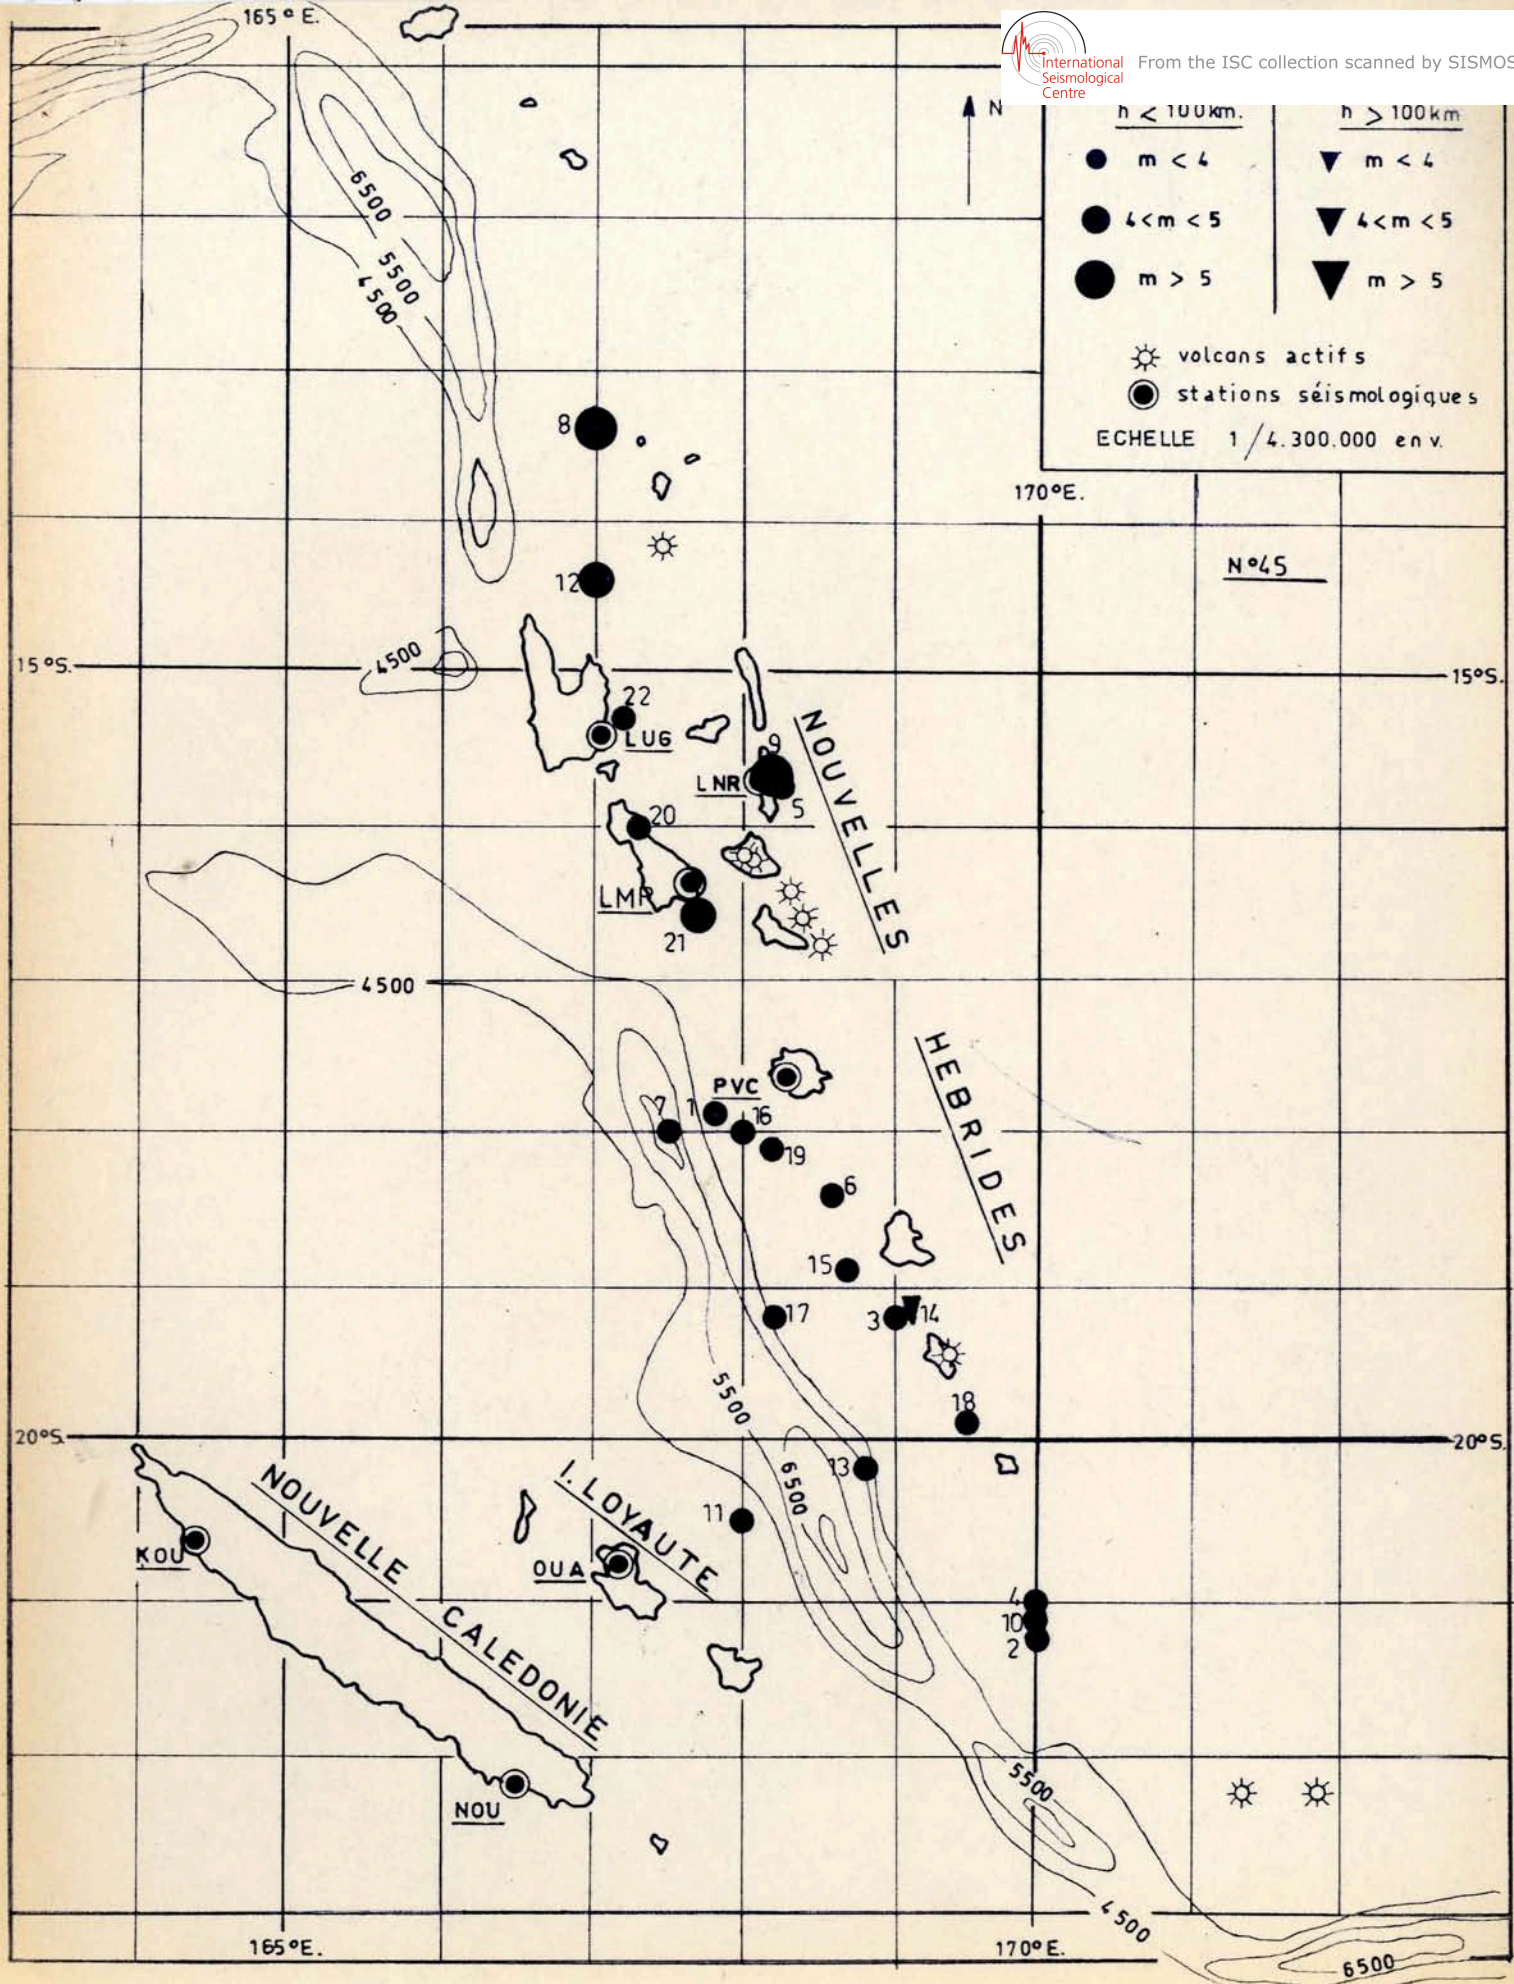 165° E.
International
Seismological
Centre
From the ISC collection scanned by SISMOS
N
h < 100km.
h > 100km
m < 4
m < 4
4<m < 5
4<m < 5
m > 5
m > 5
volcans actifs
stations séismologiques
ECHELLE 1/4.300.000 env.
6500
5500
4500
8
170°E.
N°45
12
15°S.
4500
15°S.
22
LUG
9
LNR
5
NOUVELLES
20
LMR
21
4500
HEBRIDES
PVC
7
1
16
19
6
15
17
3
14
5500
18
20°S.
20°S.
13
6500
11
NOUVELLE CALEDONIE
I. LOYAUTE
KOU
OUA
4
10
2
NOU
5500
4500
165°E.
170°E.
6500